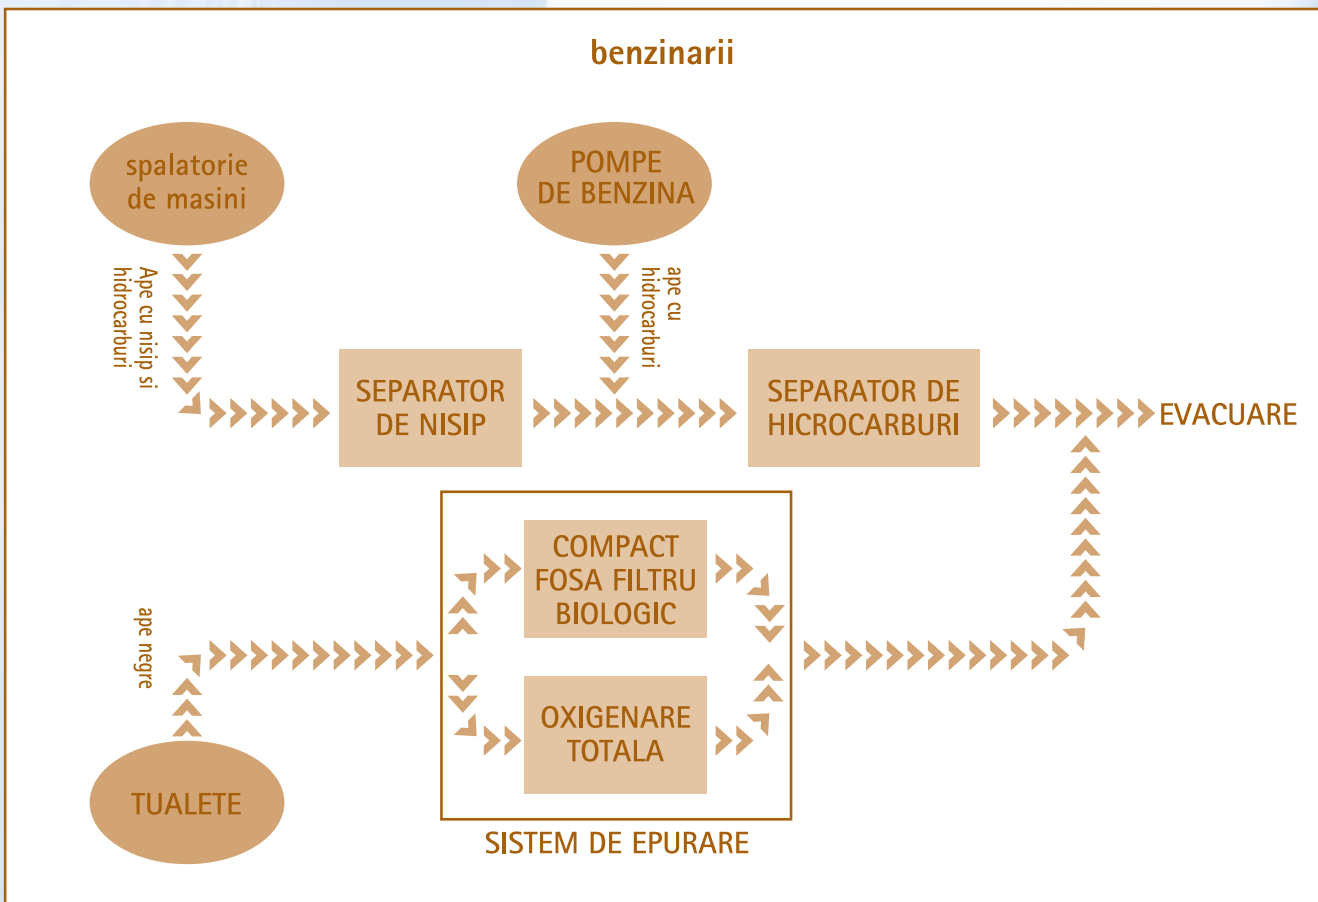 benzinarii
spalatorie
de masini
POMPE
DE BENZINA
Ape cu nisip si
hidrocarburi
ape cu
hidrocarburi
SEPARATOR
DE NISIP
SEPARATOR DE
HICROCARBURI
EVACUARE
COMPACT
FOSA FILTRU
BIOLOGIC
ape negre
OXIGENARE
TOTALA
TUALETE
SISTEM DE EPURARE